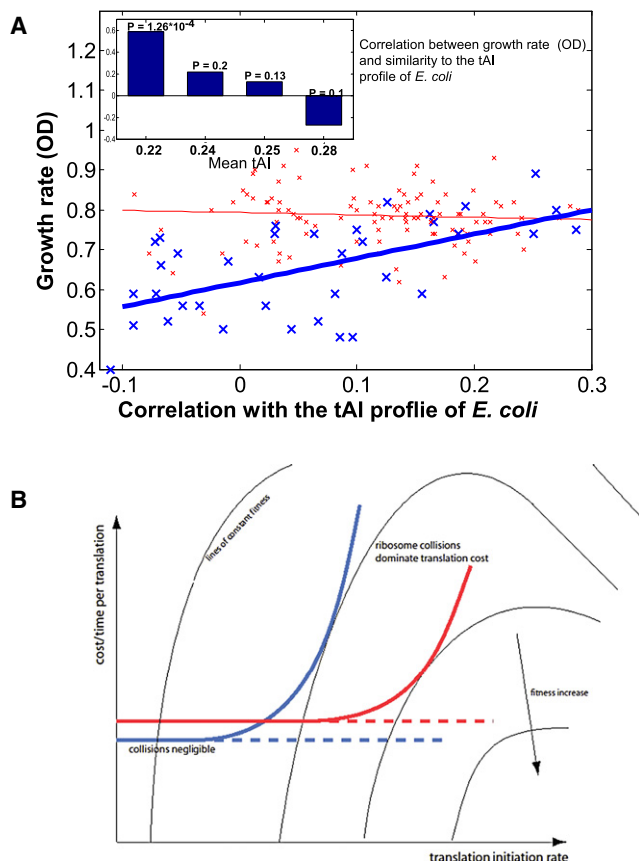 A
P = 1.26*10-4
P = 0.2
P = 0.13
P = 0.1
0.6
0.4
0.2
0
-0.2
-0.4
0.22
0.24
0.25
0.28
Mean tAI
Correlation between growth rate (OD)
and similarity to the tAI
profile of E. coli
Growth rate (OD)
1.2
1.1
1
0.9
0.8
0.7
0.6
0.5
0.4
-0.1
0
0.1
0.2
0.3
Correlation with the tAI proflie of E. coli
B
cost/time per translation
lines of constant fitness
ribosome collisions
dominate translation cost
fitness increase
collisions negligible
translation initiation rate